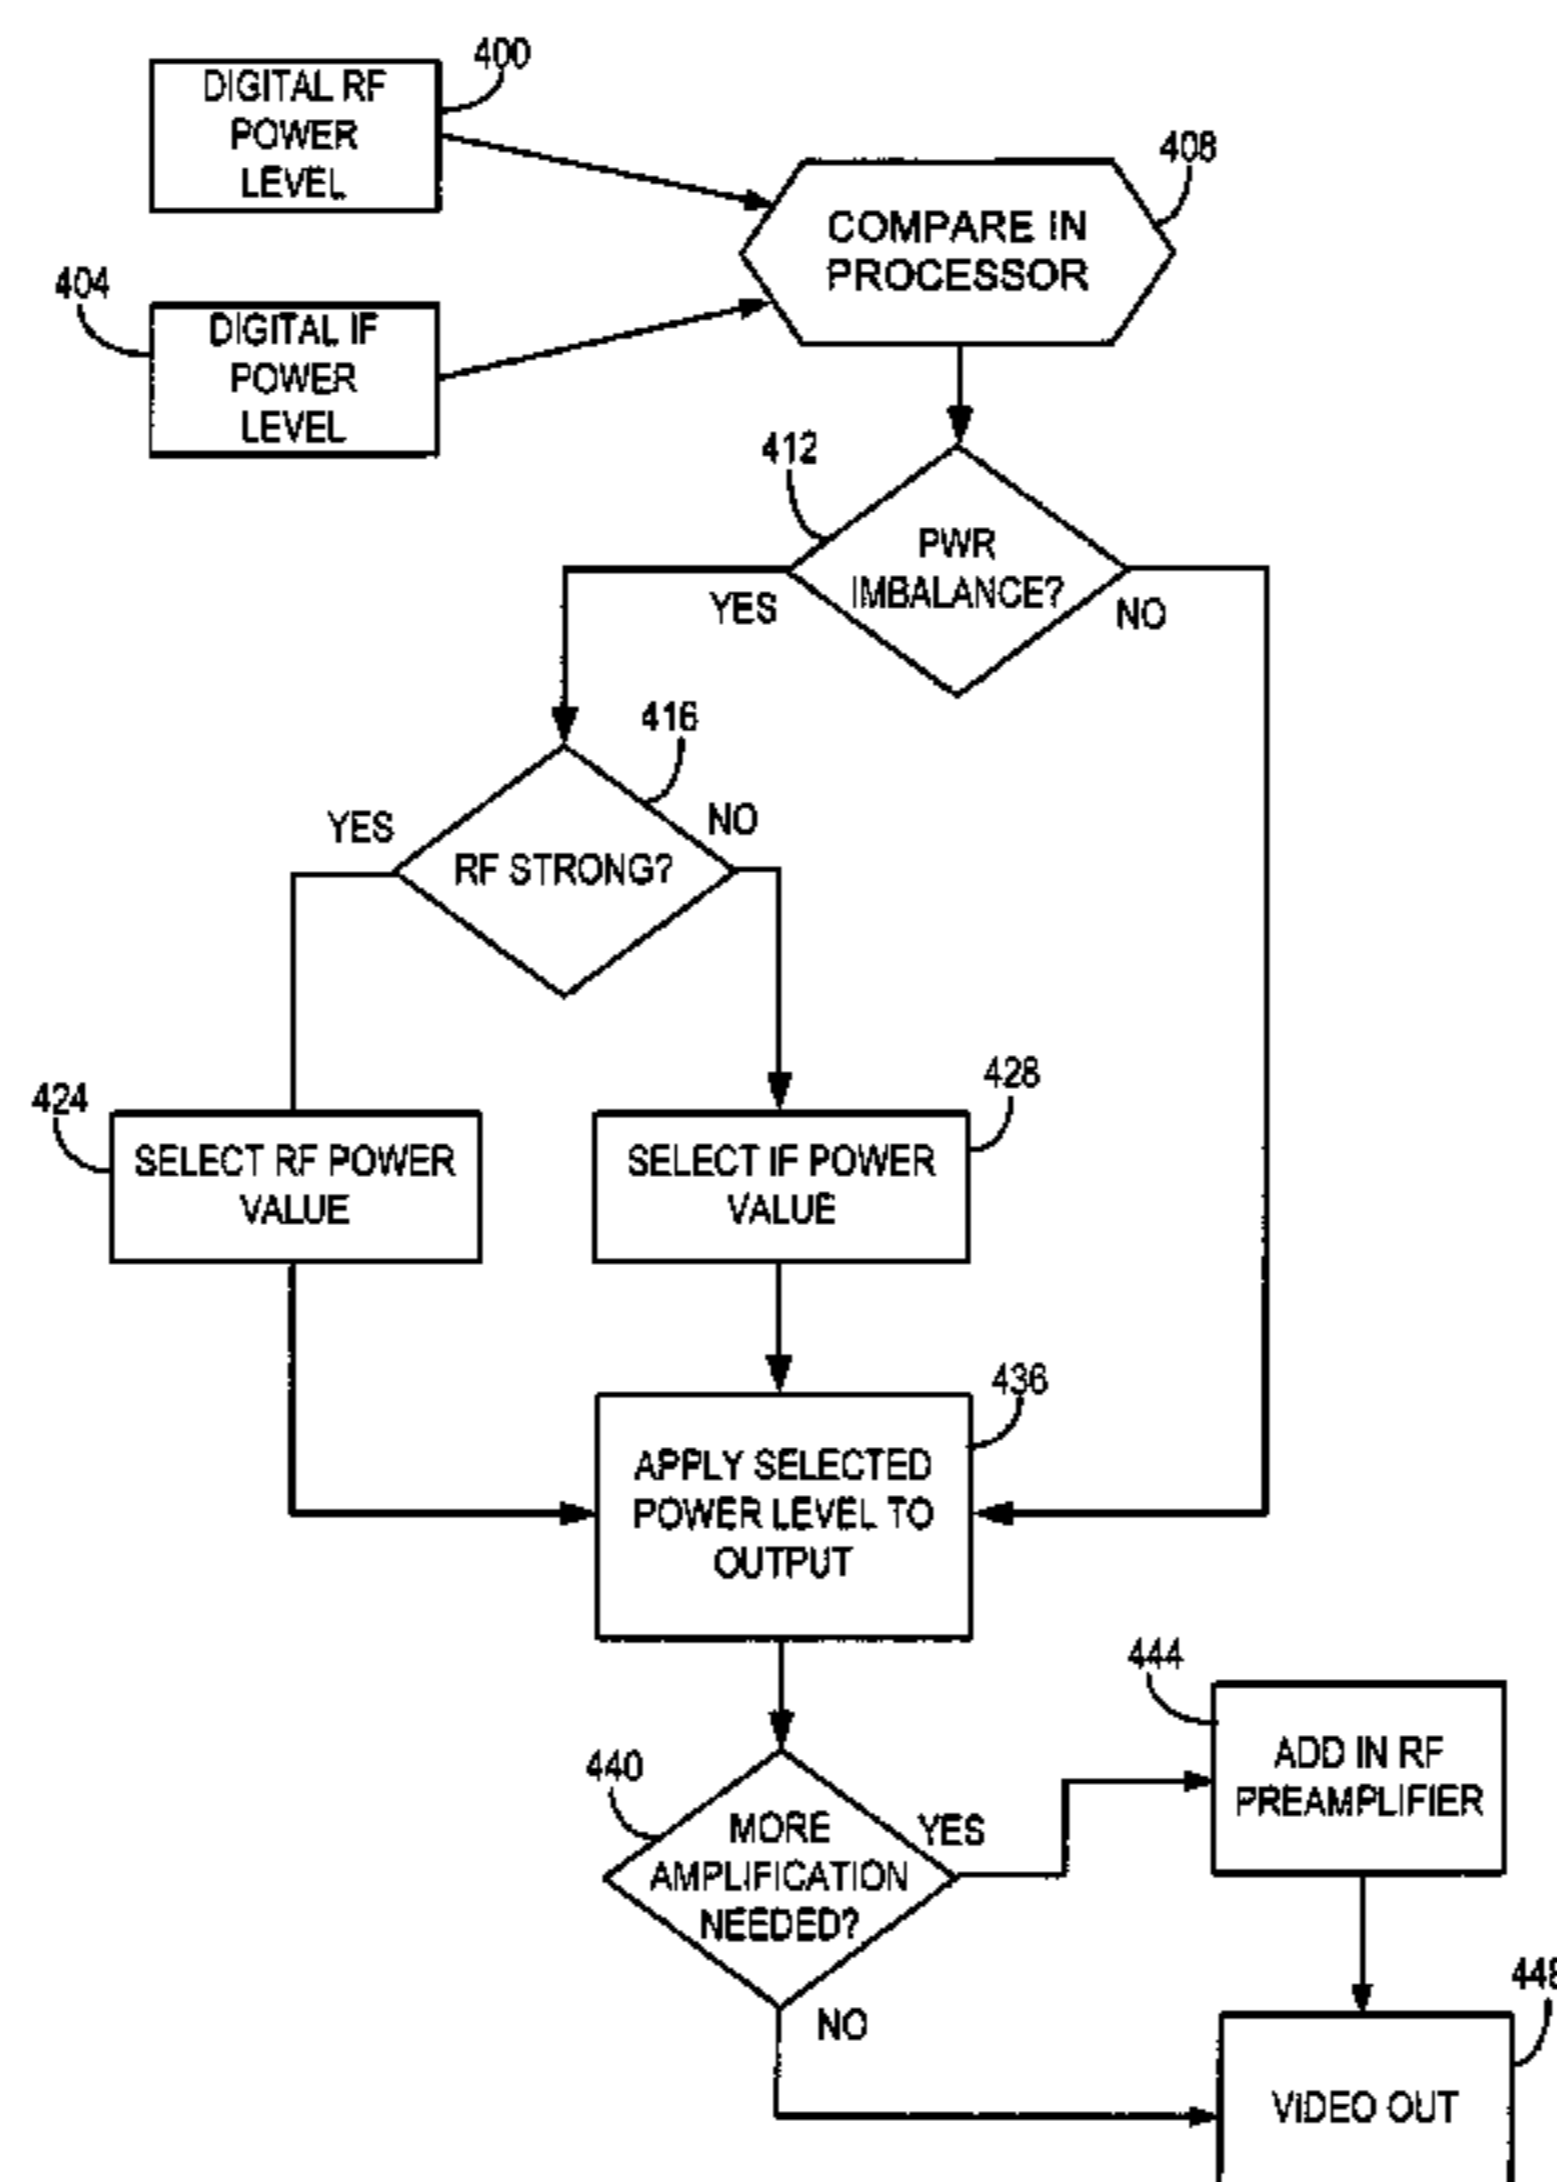 400
DIGITAL RF
POWER
LEVEL
408
COMPARE IN
PROCESSOR
404
DIGITAL IF
POWER
LEVEL
412
PWR
IMBALANCE?
YES
NO
416
YES
NO
RF STRONG?
424
SELECT RF POWER
VALUE
428
SELECT IF POWER
VALUE
436
APPLY SELECTED
POWER LEVEL TO
OUTPUT
444
ADD IN RF
PREAMPLIFIER
440
MORE
AMPLIFICATION
NEEDED?
YES
NO
448
VIDEO OUT